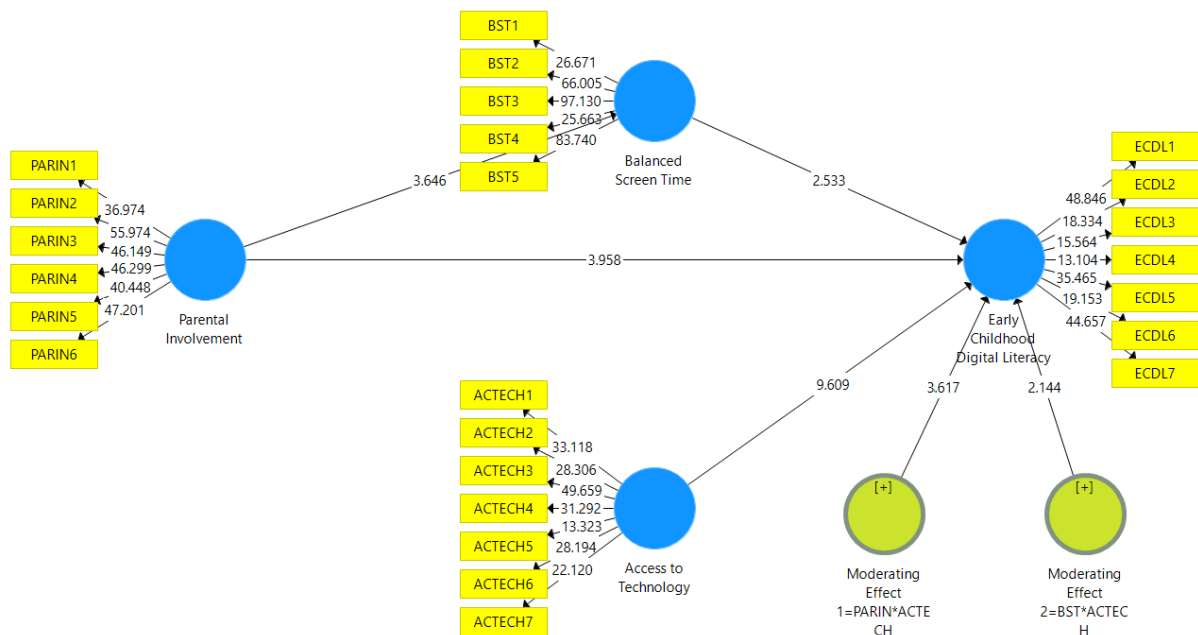 BST1
BST2
BST3
BST4
BST5
26.671
66.005
97.130
25.663
83.740
Balanced
Screen Time
PARIN1
PARIN2
PARIN3
PARIN4
PARIN5
PARIN6
36.974
55.974
46.149
46.299
40.448
47.201
Parental
Involvement
3.646
2.533
3.958
ECDL1
ECDL2
ECDL3
ECDL4
ECDL5
ECDL6
ECDL7
48.846
18.334
15.564
13.104
35.465
19.153
44.657
Early
Childhood
Digital Literacy
ACTECH1
ACTECH2
ACTECH3
ACTECH4
ACTECH5
ACTECH6
ACTECH7
33.118
28.306
49.659
31.292
13.323
28.194
22.120
Access to
Technology
9.609
3.617
2.144
[+]
Moderating
Effect
1=PARIN*ACTE
CH
[+]
Moderating
Effect
2=BST*ACTEC
H